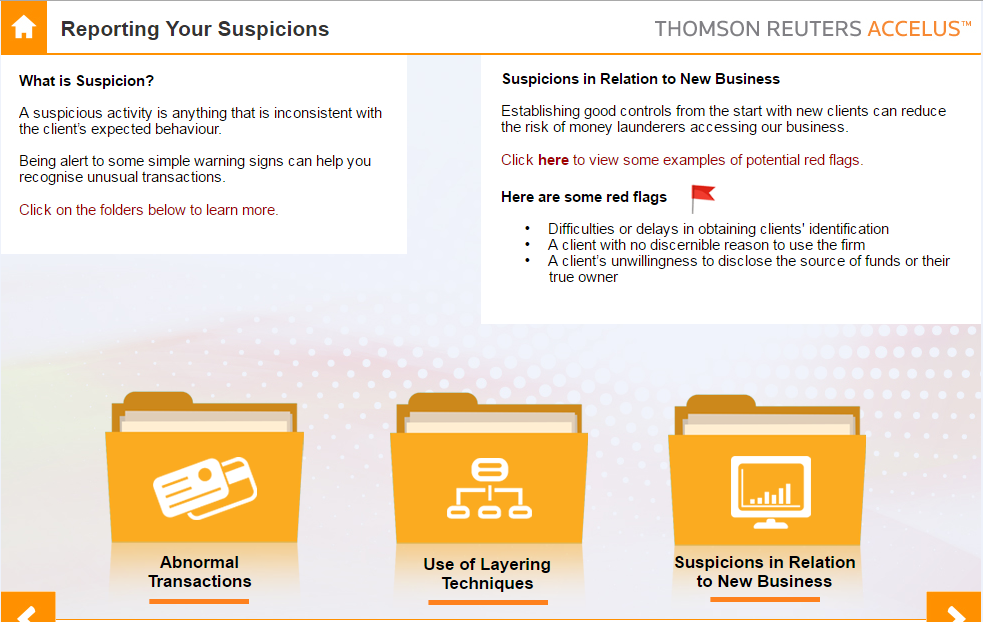 Reporting Your Suspicions
THOMSON REUTERS ACCELUS™
What is Suspicion?
A suspicious activity is anything that is inconsistent with
the client's expected behaviour.
Being alert to some simple warning signs can help you
recognise unusual transactions.
Click on the folders below to learn more.
Suspicions in Relation to New Business
Establishing good controls from the start with new clients can reduce
the risk of money launderers accessing our business.
Click here to view some examples of potential red flags.
Here are some red flags
• Difficulties or delays in obtaining clients' identification
• A client with no discernible reason to use the firm
• A client's unwillingness to disclose the source of funds or their
true owner
Abnormal
Transactions
Use of Layering
Techniques
Suspicions in Relation
to New Business